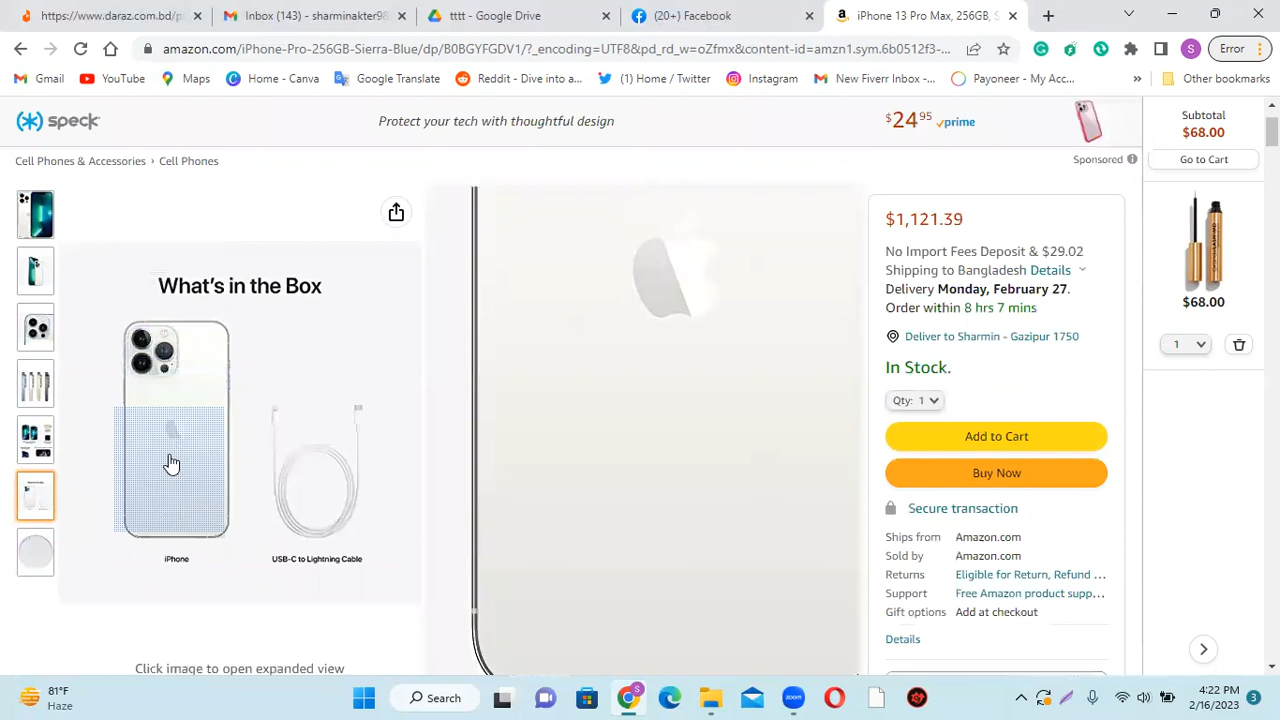 https://www.daraz.com.bd/p
Inbox (143) - sharminakter98
tttt - Google Drive
(20+) Facebook
iPhone 13 Pro Max, 256GB, S
amazon.com/iPhone-Pro-256GB-Sierra-Blue/dp/B0BGYFGDV1/?_encoding=UTF8&pd_rd_w=oZfmx&content-id=amzn1.sym.6b0512f3-...
S
Error
Gmail
YouTube
Maps
Home - Canva
Google Translate
Reddit - Dive into a...
(1) Home / Twitter
Instagram
New Fiverr Inbox -...
Payoneer - My Acc...
»
Other bookmarks
speck
Protect your tech with thoughtful design
$24.95 prime
Subtotal
$68.00
Go to Cart
Cell Phones & Accessories › Cell Phones
Sponsored
What's in the Box
iPhone
USB-C to Lightning Cable
Click image to open expanded view
$1,121.39
No Import Fees Deposit & $29.02
Shipping to Bangladesh Details
Delivery Monday, February 27.
Order within 8 hrs 7 mins
Deliver to Sharmin - Gazipur 1750
In Stock.
Qty: 1
Add to Cart
Buy Now
Secure transaction
Ships from Amazon.com
Sold by Amazon.com
Returns Eligible for Return, Refund ...
Support Free Amazon product supp...
Gift options Add at checkout
Details
$68.00
1
81°F
Haze
Search
zoom
4:22 PM
2/16/2023
3